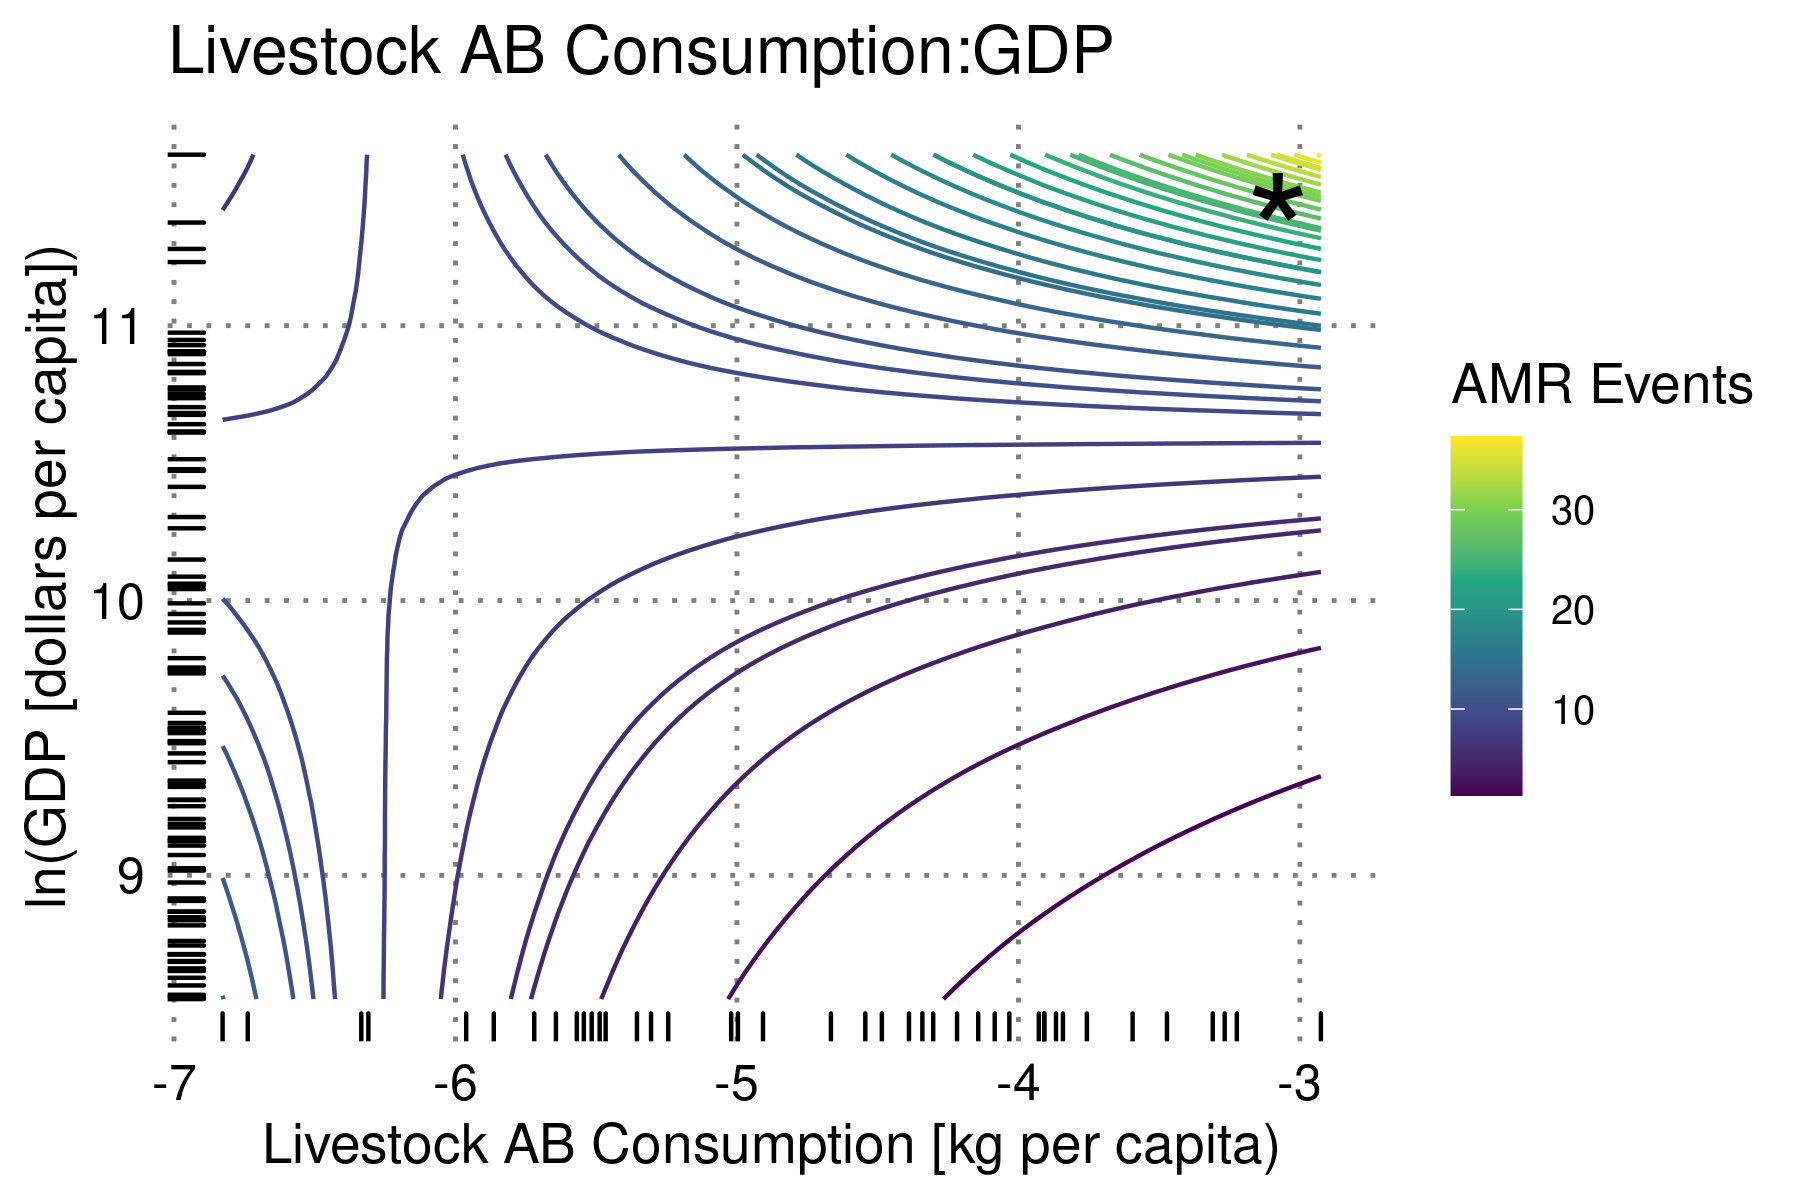 Livestock AB Consumption:GDP
ln(GDP [dollars per capita])
11
10
9
*
-7 -6 -5 -4 -3
Livestock AB Consumption [kg per capita)
AMR Events
30
20
10